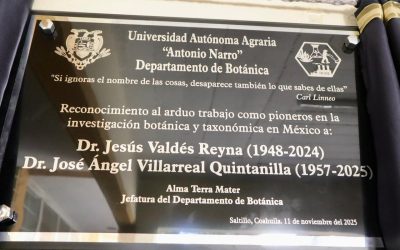 Universidad Autónoma Agraria
"Antonio Narro"
Departamento de Botánica
"Si ignoras el nombre de las cosas, desaparece también lo que sabes de ellas"
Carl Linneo
Reconocimiento al arduo trabajo como pioneros en la
investigación botánica y taxonómica en México a:
Dr. Jesús Valdés Reyna (1948-2024)
Dr. José Ángel Villarreal Quintanilla (1957-2025)
Alma Terra Mater
Jefatura del Departamento de Botánica
Saltillo, Coahuila. 11 de noviembre del 2025